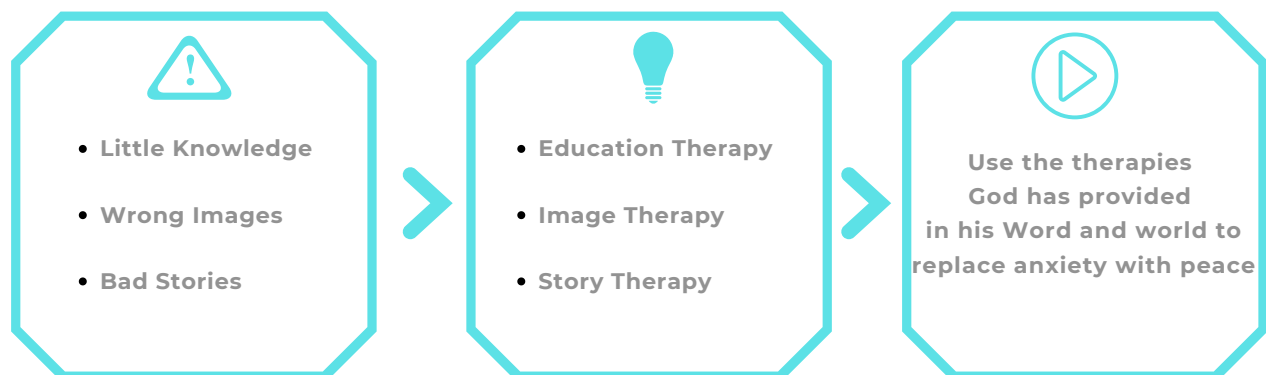 Little Knowledge
Wrong Images
Bad Stories
Education Therapy
Image Therapy
Story Therapy
Use the therapies
God has provided
in his Word and world to
replace anxiety with peace